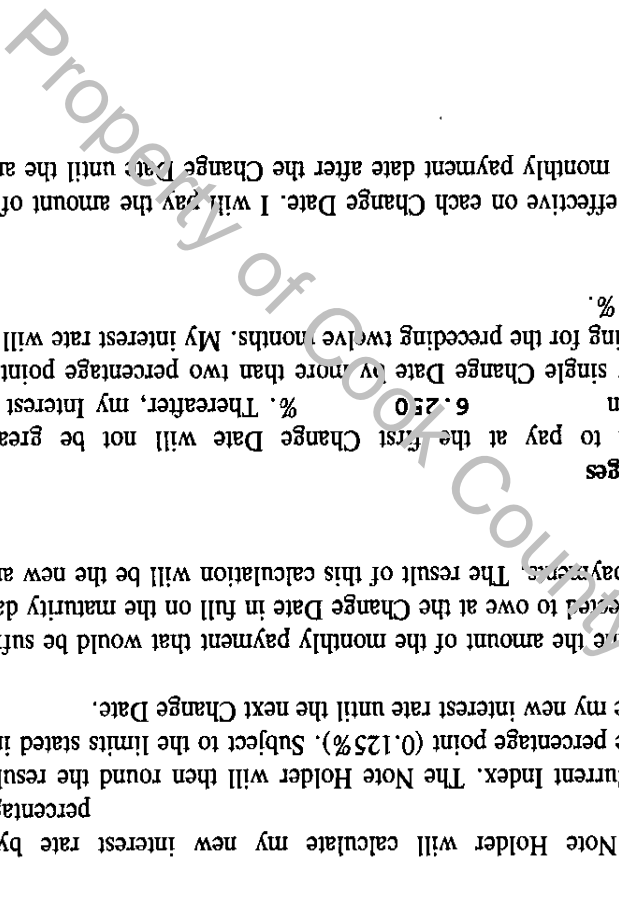 Note Holder will calculate my new interest rate by
percentag
urrent Index. The Note Holder will then round the resul
e percentage point (0.125%). Subject to the limits stated in
e my new interest rate until the next Change Date.
the amount of the monthly payment that would be suf
ected to owe at the Change Date in full on the maturity da
payments. The result of this calculation will be the new a
ges
to pay at the first Change Date will not be grea
n 6.250 %. Thereafter, my Interest
single Change Date by more than two percentage point
ing for the preceding twelve months. My interest rate will
%.
effective on each Change Date. I will pay the amount of
monthly payment date after the Change Date until the a
Property of Cook County